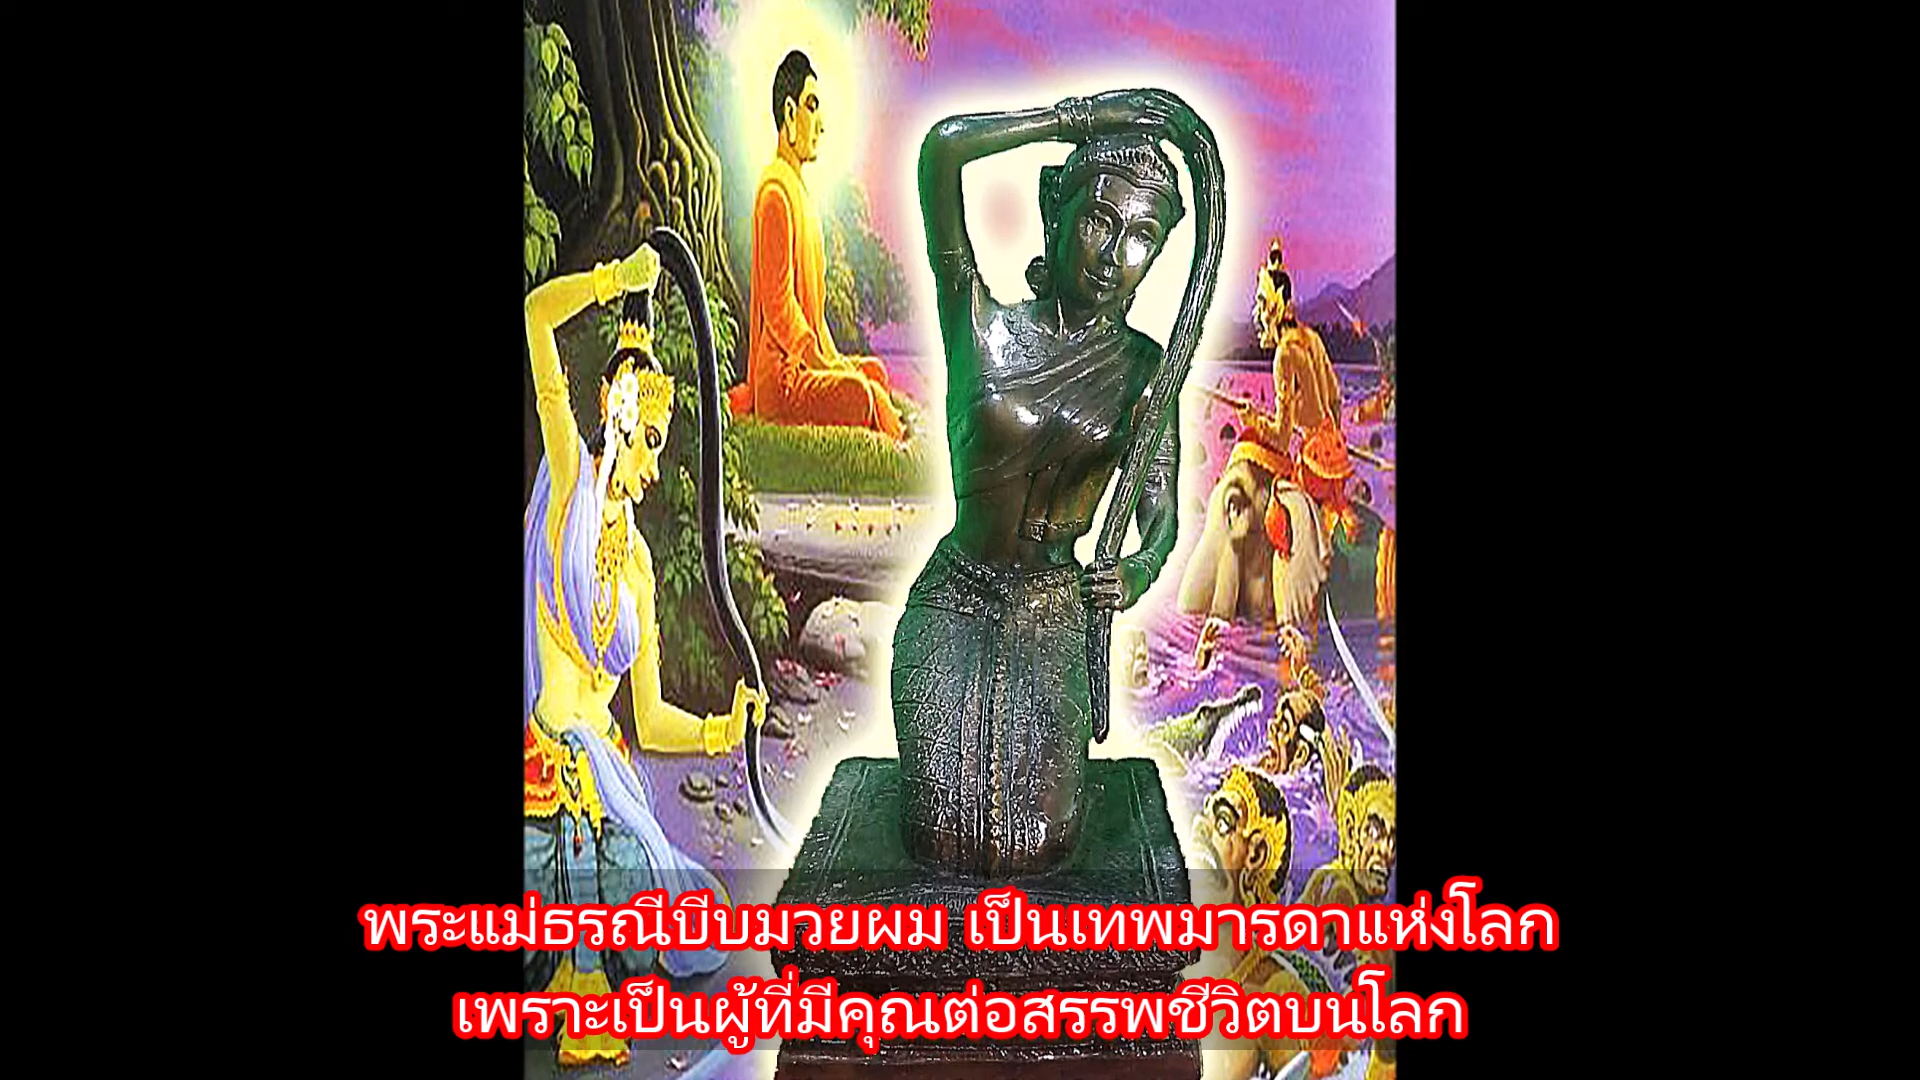 พระแม่ธรณีบีบมวยผม เป็นเทพมารดาแห่งโลก
เพราะเป็นผู้ที่มีคุณต่อสรรพชีวิตบนโลก